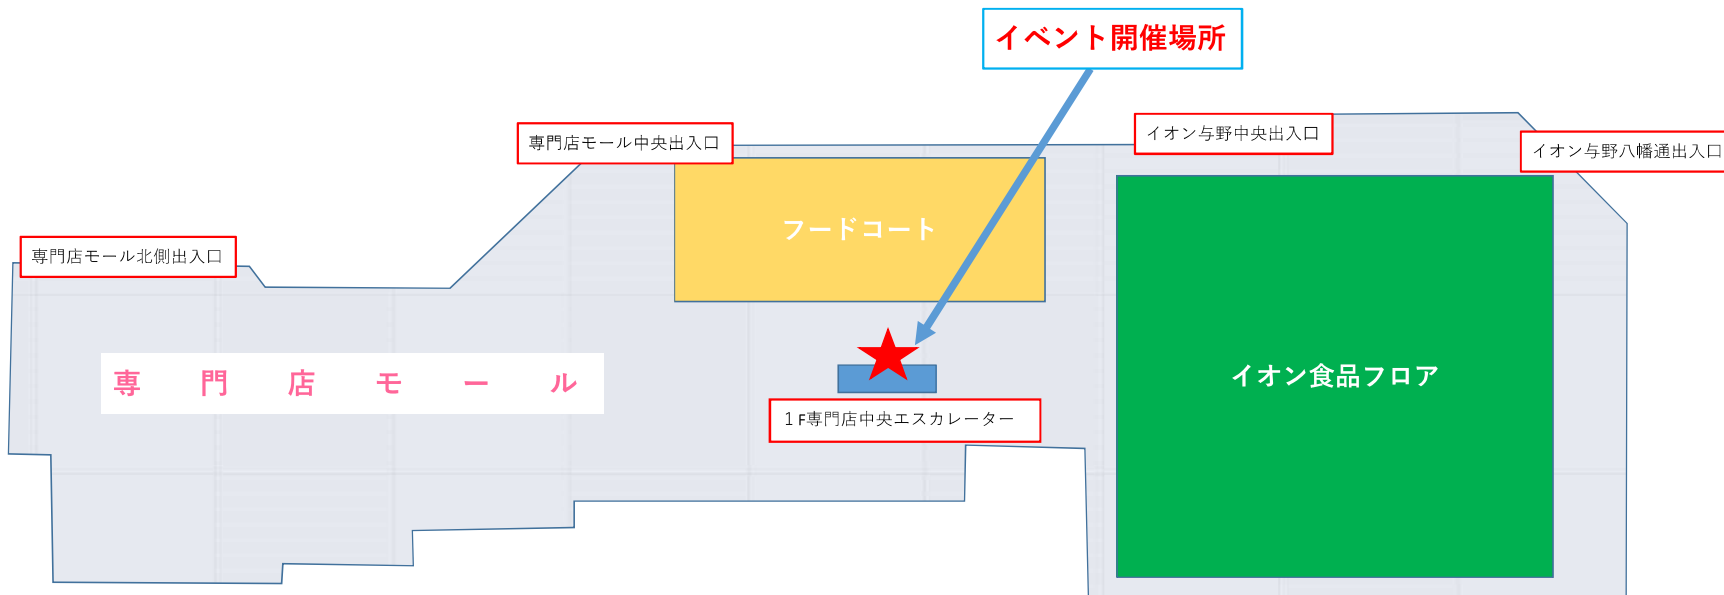 イベント開催場所
専門店モール中央出入口
イオン与野中央出入口
イオン与野八幡通出入口
フードコート
専門店モール北側出入口
専門店モール
イオン食品フロア
１F専門店中央エスカレーター